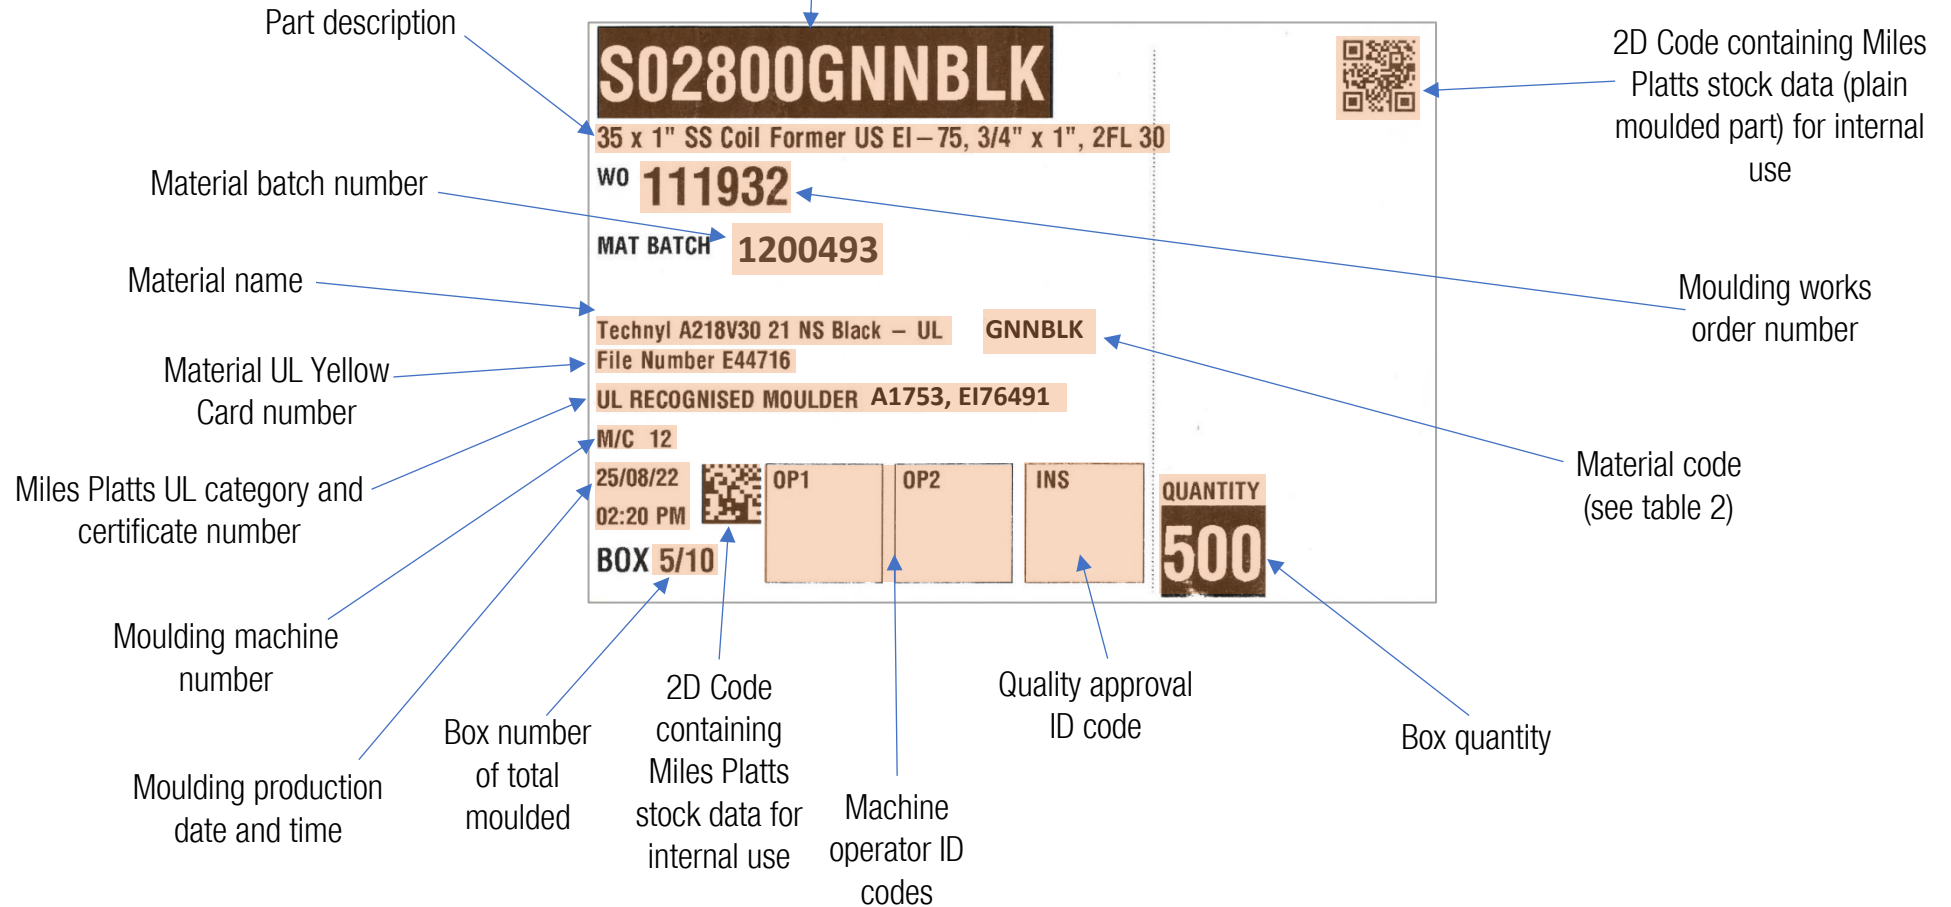 Part description
S02800GNNBLK
35 x 1" SS Coil Former US EI–75, 3/4" x 1", 2FL 30
2D Code containing Miles
Platts stock data (plain
moulded part) for internal
use
Material batch number
WO 111932
MAT BATCH 1200493
Material name
Moulding works
order number
Technyl A218V30 21 NS Black – UL GNNBLK
File Number E44716
Material UL Yellow
Card number
UL RECOGNISED MOULDER A1753, EI76491
M/C 12
Miles Platts UL category and
certificate number
25/08/22
02:20 PM
BOX 5/10
OP1
OP2
INS
QUANTITY
500
Material code
(see table 2)
Moulding machine
number
Moulding production
date and time
Box number
of total
moulded
2D Code
containing
Miles Platts
stock data for
internal use
Machine
operator ID
codes
Quality approval
ID code
Box quantity